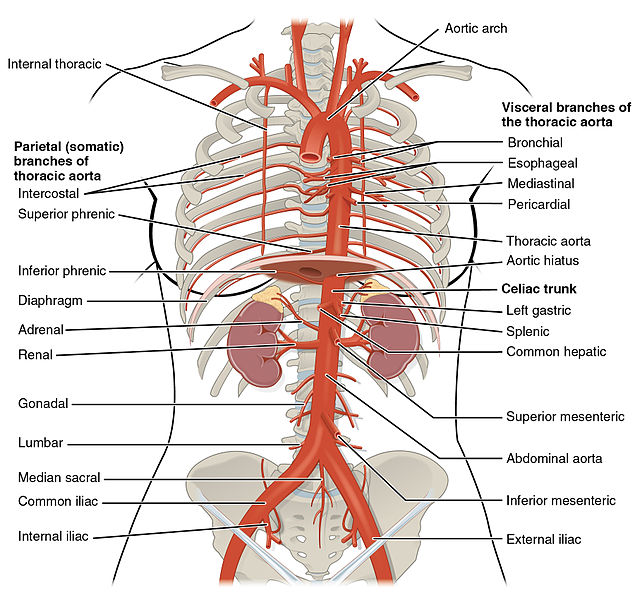 Aortic arch
Internal thoracic
Visceral branches of
the thoracic aorta
Parietal (somatic)
branches of
thoracic aorta
Bronchial
Esophageal
Intercostal
Mediastinal
Superior phrenic
Pericardial
Thoracic aorta
Inferior phrenic
Aortic hiatus
Diaphragm
Celiac trunk
Left gastric
Adrenal
Splenic
Renal
Common hepatic
Gonadal
Superior mesenteric
Lumbar
Abdominal aorta
Median sacral
Common iliac
Inferior mesenteric
Internal iliac
External iliac